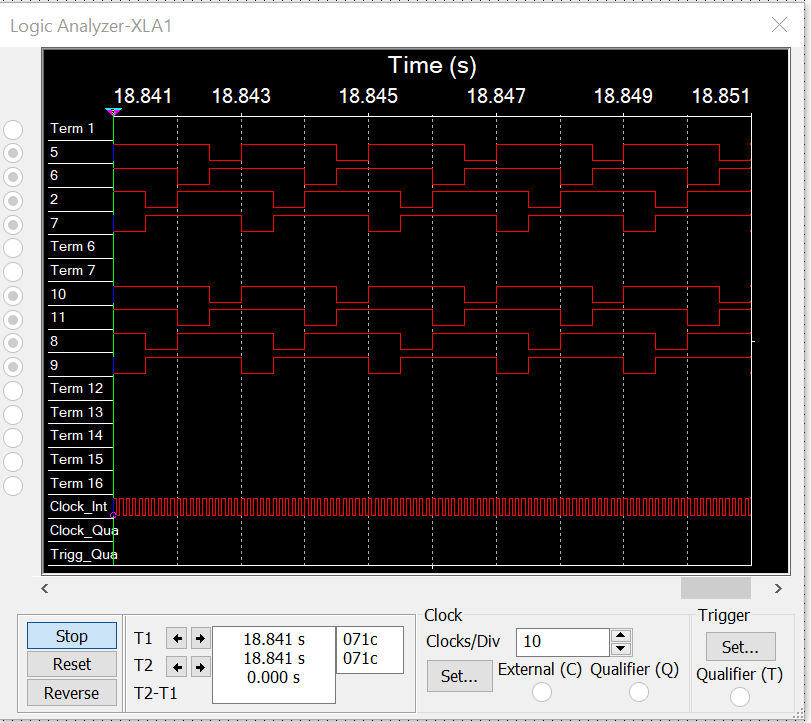 Logic Analyzer-XLA1
Time (s)
18.841 18.843 18.845 18.847 18.849 18.851
Term 1
5
6
2
7
Term 6
Term 7
10
11
8
9
Term 12
Term 13
Term 14
Term 15
Term 16
Clock_Int
Clock_Qua
Trigg_Qua
Stop
Reset
Reverse
T1
T2
T2-T1
18.841 s
18.841 s
0.000 s
071c
071c
Clock
Clocks/Div 10
Set...
External (C) Qualifier (Q)
Trigger
Set...
Qualifier (T)